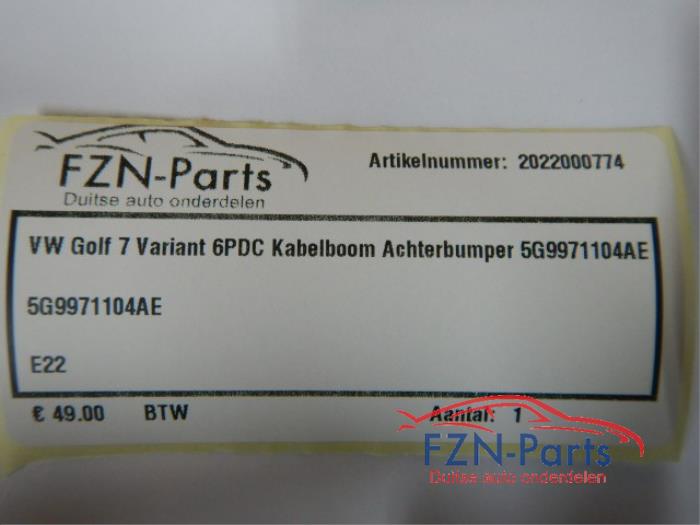 FZN-Parts
Duitse auto onderdelen
Artikelnummer: 2022000774
VW Golf 7 Variant 6PDC Kabelboom Achterbumper 5G9971104AE
5G9971104AE
E22
€ 49.00 BTW Aantal: 1
FZN-Parts
Duitse auto onderdelen